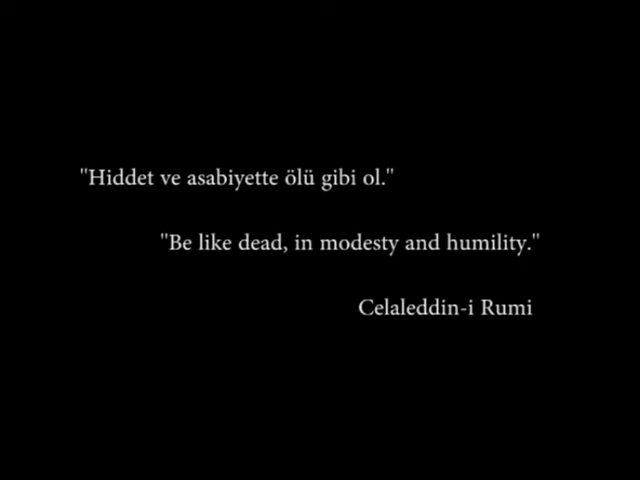 "Hiddet ve asabiyette ölü gibi ol."
"Be like dead, in modesty and humility."
Celaleddin-i Rumi